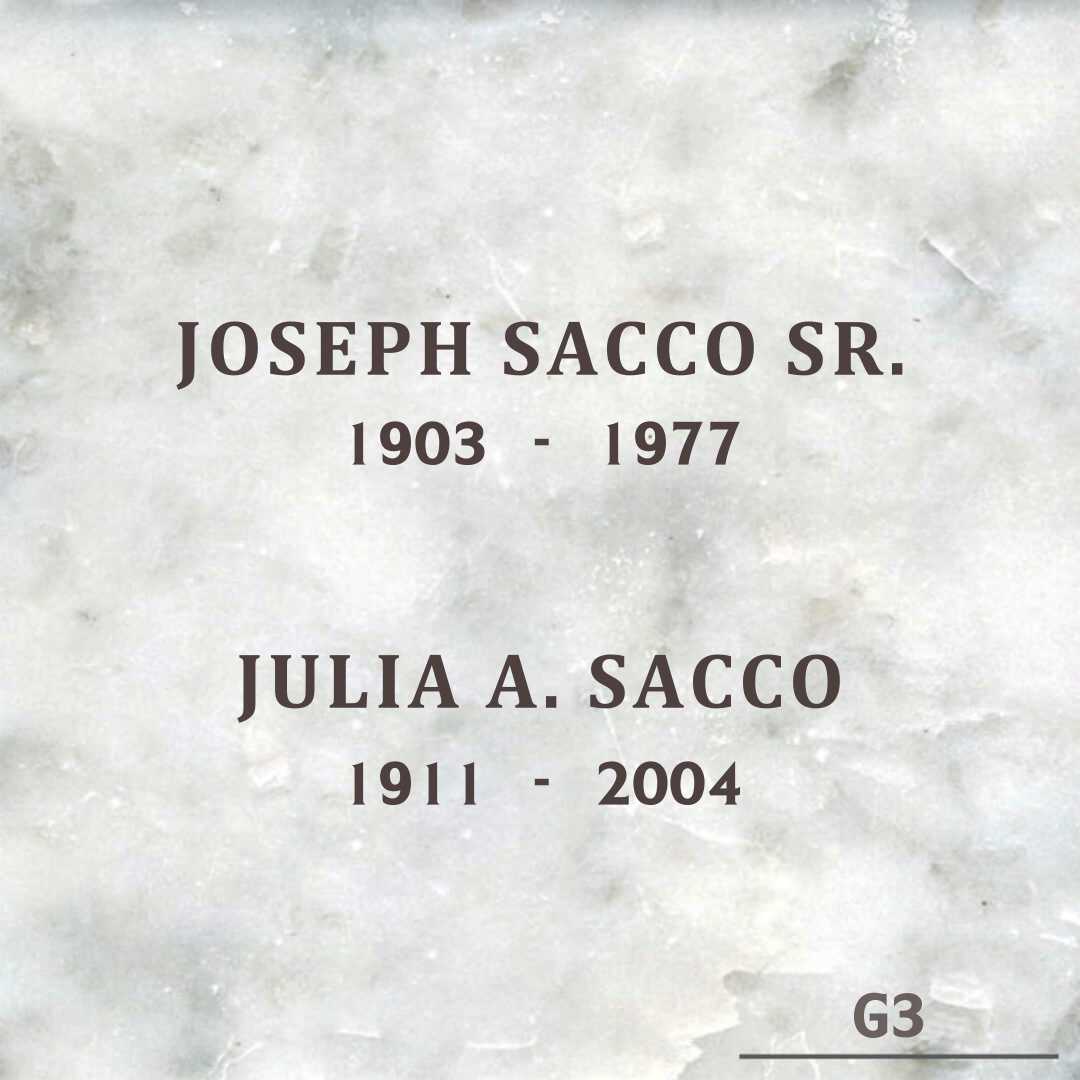 JOSEPH SACCO SR.
1903 - 1977
JULIA A. SACCO
1911 - 2004
G3